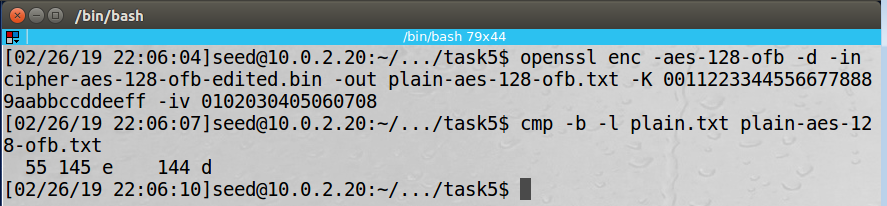 /bin/bash
/bin/bash 79x44
[02/26/19 22:06:04]seed@10.0.2.20:~/.../task5$ openssl enc -aes-128-ofb -d -in
cipher-aes-128-ofb-edited.bin -out plain-aes-128-ofb.txt -K 0011223344556677888
9aabbccddeeff -iv 0102030405060708
[02/26/19 22:06:07]seed@10.0.2.20:~/.../task5$ cmp -b -l plain.txt plain-aes-12
8-ofb.txt
  55 145 e    144 d
[02/26/19 22:06:10]seed@10.0.2.20:~/.../task5$